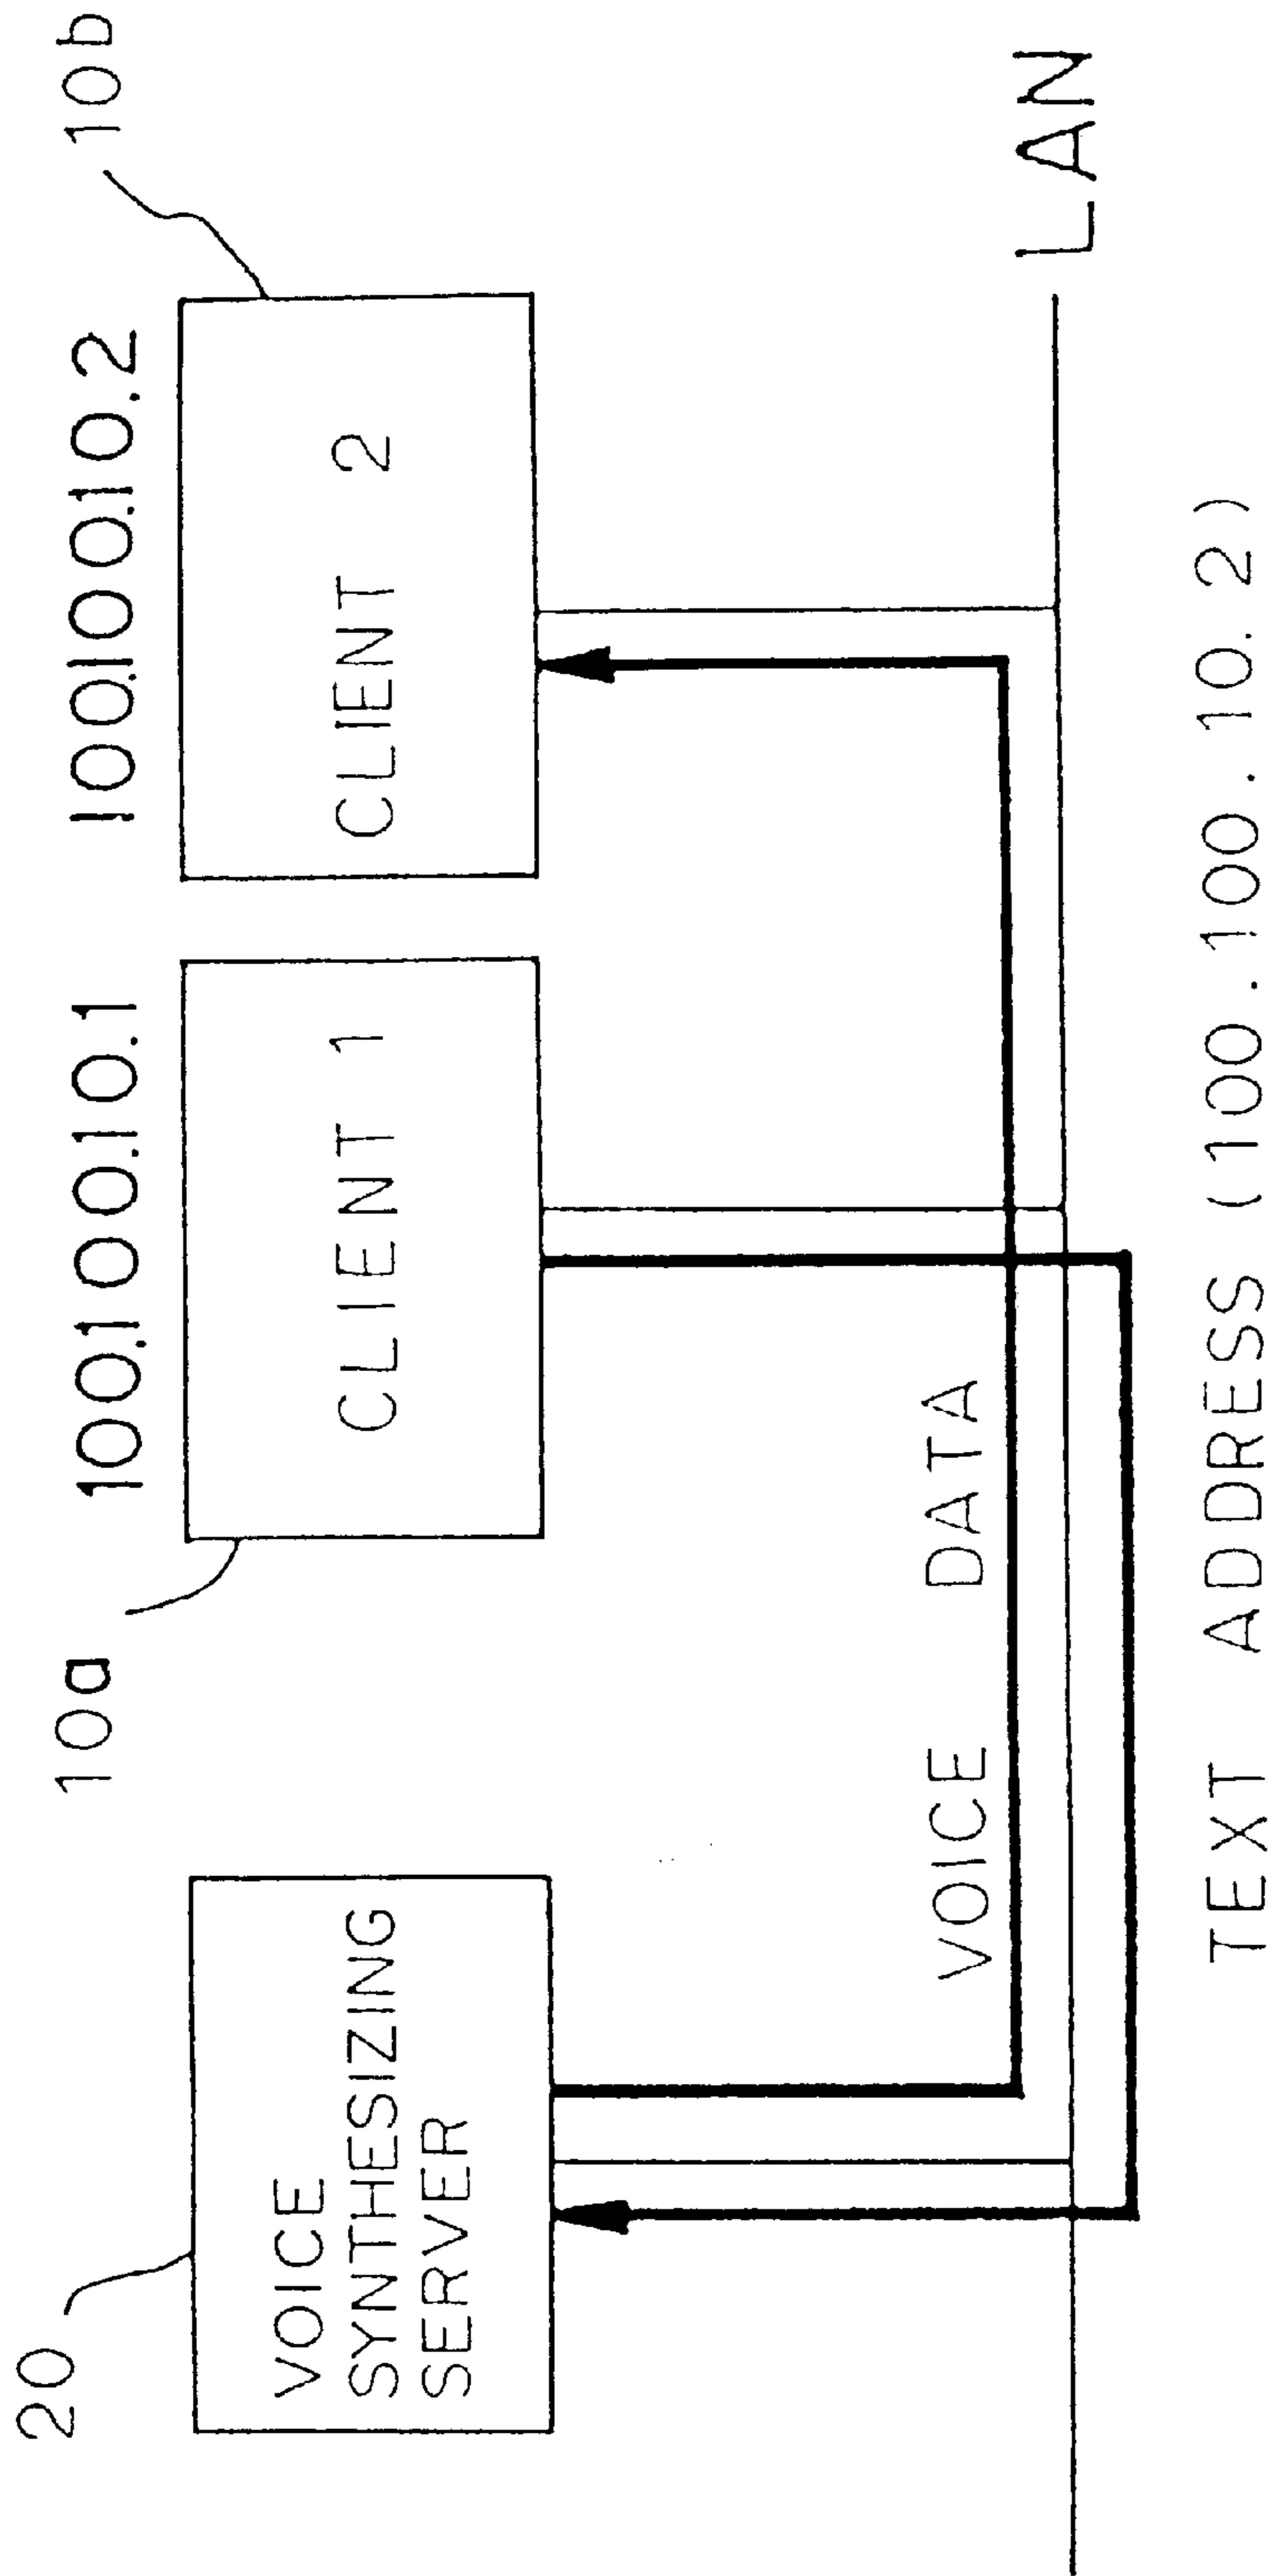 20
10a
100.100.10.1
100.100.10.2
10b
VOICE
SYNTHESIZING
SERVER
CLIENT 1
CLIENT 2
VOICE DATA
LAN
TEXT ADDRESS (100.100.10.2)